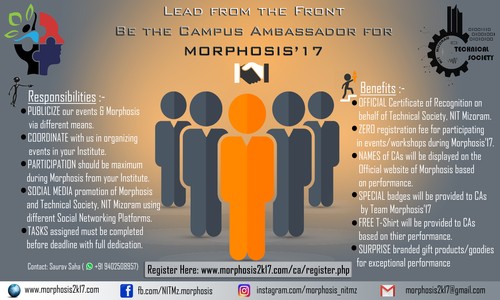 Lead from the Front
Be the Campus Ambassador for
MORPHOSIS'17
TECHNICAL
SOCIETY
Responsibilities :-
PUBLICIZE our events & Morphosis
via different means.
COORDINATE with us in organizing
events in your Institute.
PARTICIPATION should be maximum
during Morphosis from your Institute.
SOCIAL MEDIA promotion of Morphosis
and Technical Society, NIT Mizoram using
different Social Networking Platforms.
TASKS assigned must be completed
before deadline with full dedication.
Contact: Saurav Saha ( +91 9402508957)
Benefits :-
OFFICIAL Certificate of Recognition on
behalf of Technical Society, NIT Mizoram.
ZERO registration fee for participating
in events/workshops during Morphosis'17.
NAMES of CAs will be displayed on the
Official website of Morphosis based
on performance.
SPECIAL badges will be provided to CAs
by Team Morphosis'17
FREE T-Shirt will be provided to CAs
based on thier performance.
SURPRISE branded gift products/goodies
for exceptional performance
Register Here: www.morphosis2k17.com/ca/register.php
www.morphosis2k17.com
fb.com/NITMz.morphosis
instagram.com/morphosis_nitmz
morphosis2k17@gmail.com